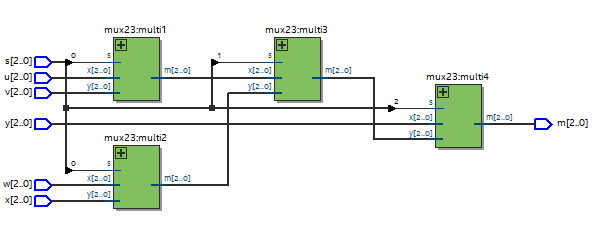 mux23:multi1
mux23:multi3
s[2..0]
0
s
1
s
u[2..0]
x[2..0]
m[2..0]
x[2..0]
m[2..0]
mux23:multi4
v[2..0]
y[2..0]
y[2..0]
2
s
y[2..0]
x[2..0]
m[2..0]
m[2..0]
mux23:multi2
y[2..0]
0
s
w[2..0]
x[2..0]
m[2..0]
x[2..0]
y[2..0]